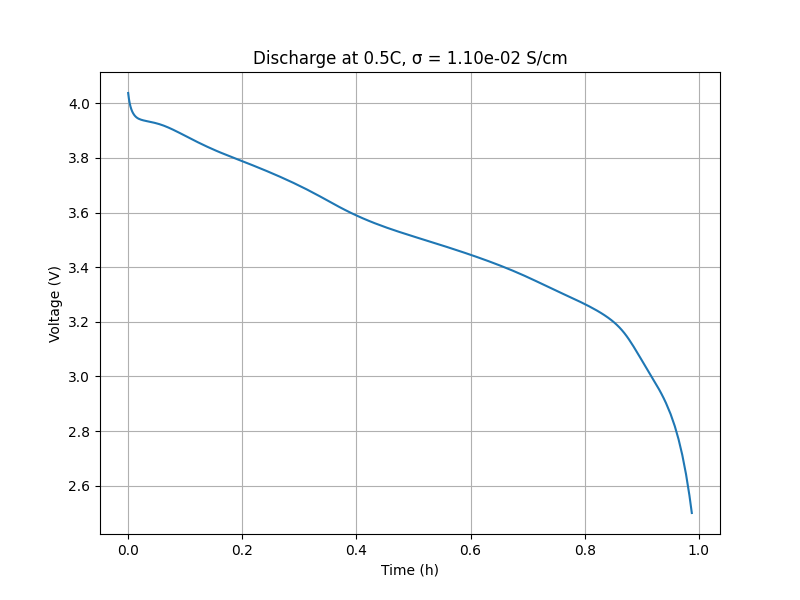 Discharge at 0.5C, σ = 1.10e-02 S/cm
4.0
3.8
3.6
3.4
3.2
3.0
2.8
2.6
Voltage (V)
0.0 0.2 0.4 0.6 0.8 1.0
Time (h)